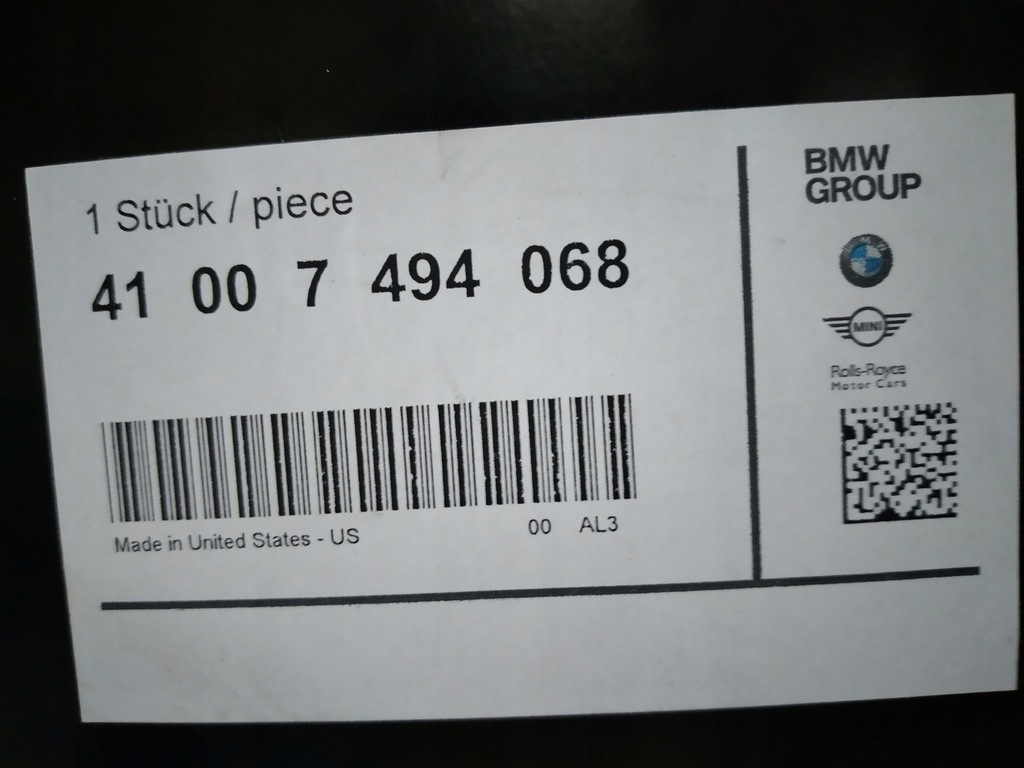 1 Stück / piece
41 00 7 494 068
Made in United States - US
00 AL3
BMW
GROUP
MINI
Rolls-Royce
Motor Cars